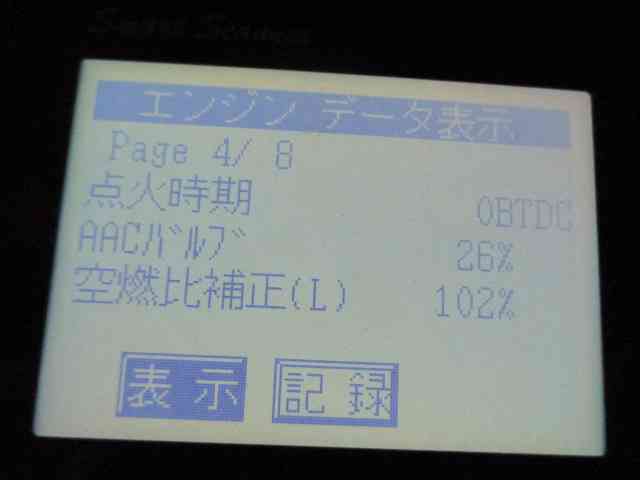 エンジン データ表示
Page 4/ 8
点火時期 0BTDC
AACバルブ 26%
空燃比補正(L) 102%
表 示 記 録